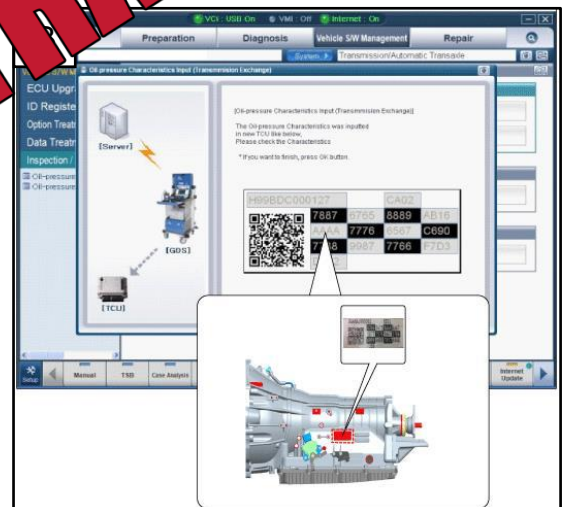 VCI : USB On VMI : Off Internet : On
Preparation Diagnosis Vehicle S/W Management Repair
System Transmission/Automatic Transaxle
Oil pressure Characteristics Input (Transmission Exchange)
ECU Upgr
ID Registe
Option Treatr
Data Treatr
Inspection /
Oil-pressure
Oil-pressure
[Server]
[GDS]
[TCU]
[Oil-pressure Characteristics Input (Transmmision Exchange)]
The Oil-pressure Characteristics was inputted
in new TCU like below,
Please check the Characteristics
* If you want to finish, press OK button.
H99BDC000127 CA02
7887 6765 8889 AB16
AAAA 7776 6567 C690
9987 7766 F7D3
Setup Manual TSB Case Analysis Internet Update